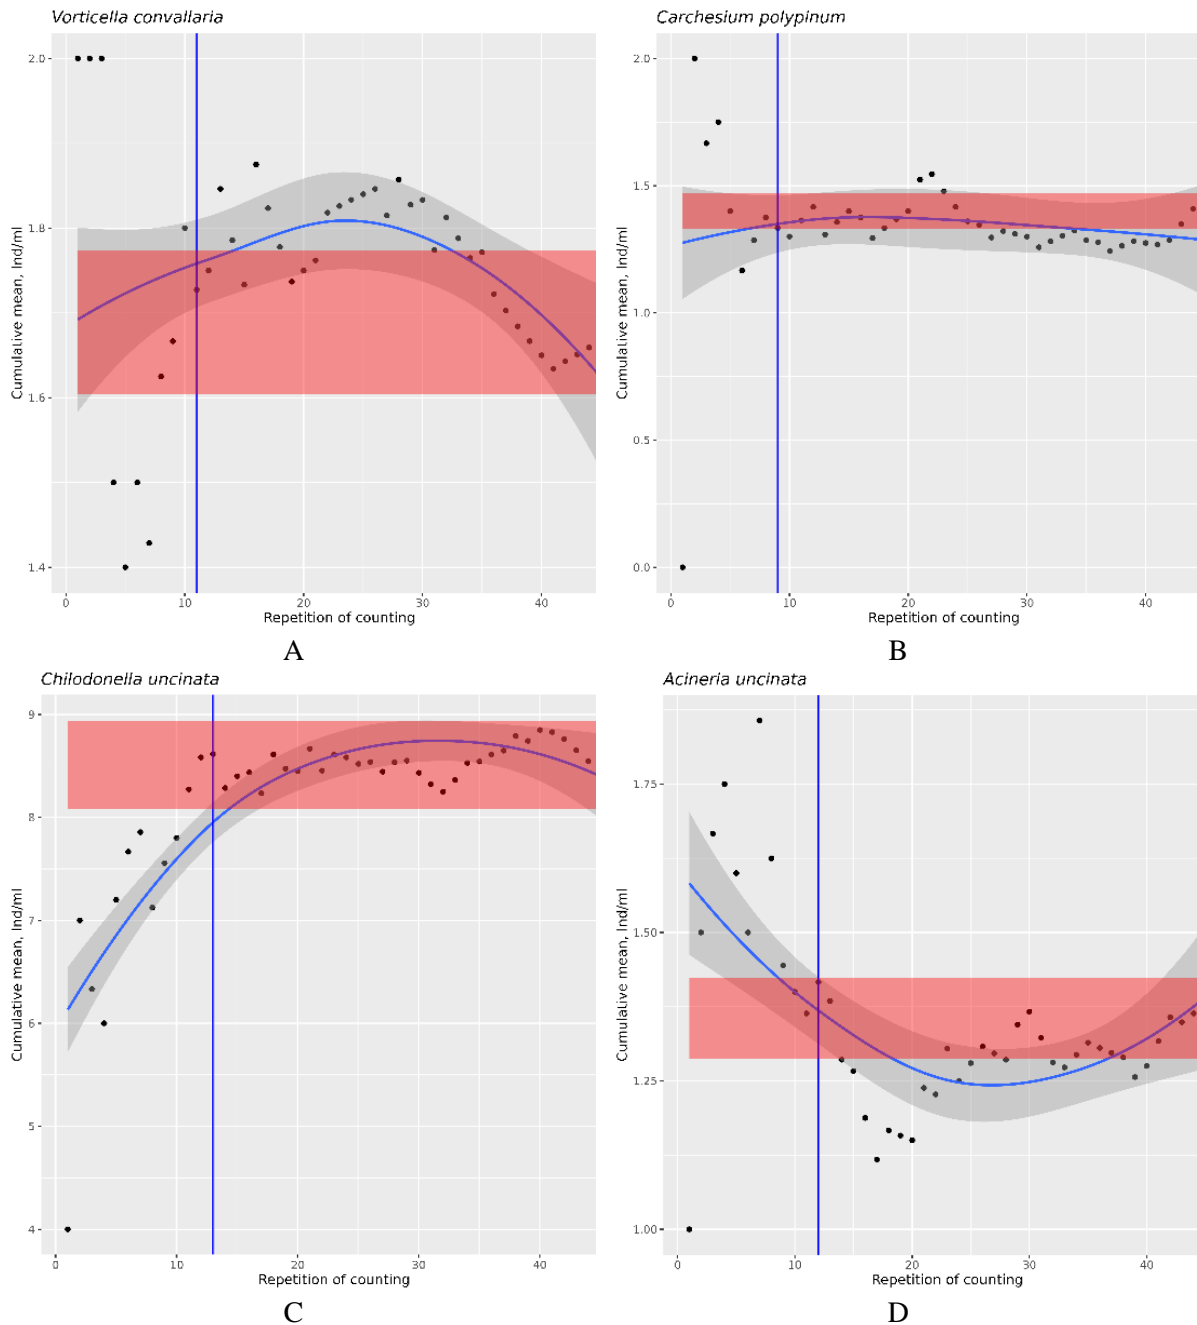 Vorticella convallaria
2.0
1.8
1.6
1.4
Cumulative mean, Ind/ml
0 10 20 30 40
Repetition of counting
A
Carchesium polypinum
2.0
1.5
1.0
0.5
0.0
Cumulative mean, Ind/ml
0 10 20 30 40
Repetition of counting
B
Chilodonella uncinata
9
8
7
6
5
4
Cumulative mean, Ind/ml
0 10 20 30 40
Repetition of counting
C
Acineria uncinata
1.75
1.50
1.25
1.00
Cumulative mean, Ind/ml
0 10 20 30 40
Repetition of counting
D